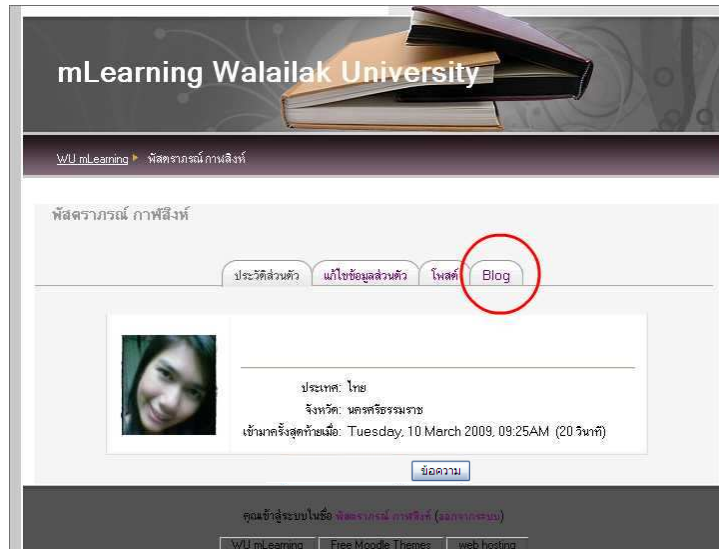 mLearning Walailak University
WU mLearning ▶ พัสตราภรณ์ กาฬสิงห์
พัสตราภรณ์ กาฬสิงห์
ประวัติส่วนตัว แก้ไขข้อมูลส่วนตัว โพสต์ Blog
ประเทศ: ไทย
จังหวัด: นครศรีธรรมราช
เข้ามาครั้งสุดท้ายเมื่อ: Tuesday, 10 March 2009, 09:25AM (20 วินาที)
ข้อความ
คุณเข้าสู่ระบบในชื่อ พัสตราภรณ์ กาฬสิงห์ (ออกจากระบบ)
WU mLearning Free Moodle Themes web hosting